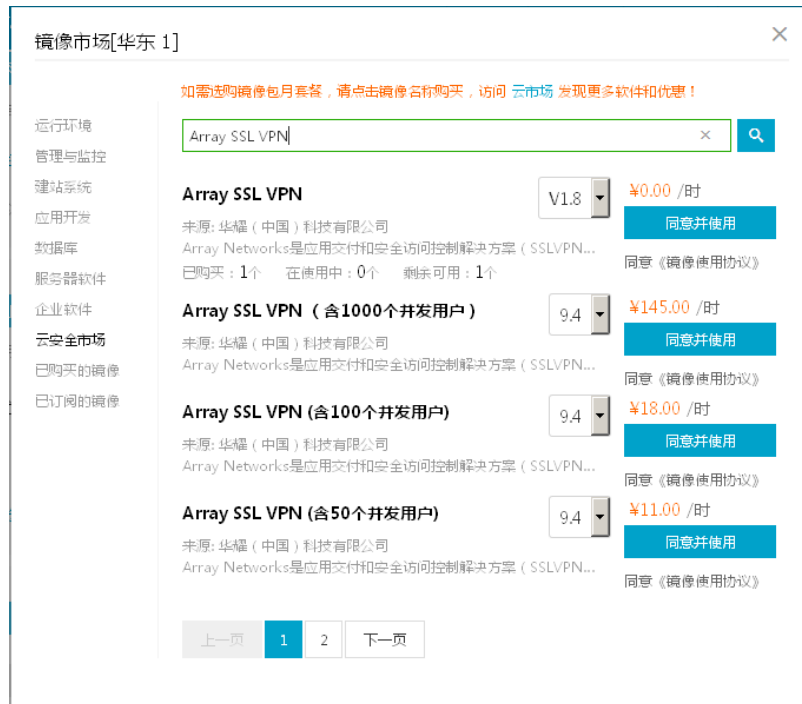 镜像市场[华东 1]
如需选购镜像包月套餐，请点击镜像名称购买，访问 云市场 发现更多软件和优惠！
运行环境
管理与监控
建站系统
应用开发
数据库
服务器软件
企业软件
云安全市场
已购买的镜像
已订阅的镜像
Array SSL VPN
Array SSL VPN
V1.8
¥0.00 /时
来源: 华耀（中国）科技有限公司
同意并使用
Array Networks是应用交付和安全访问控制解决方案（SSLVPN...
已购买：1个 在使用中：0个 剩余可用：1个
同意《镜像使用协议》
Array SSL VPN（含1000个并发用户）
9.4
¥145.00 /时
来源: 华耀（中国）科技有限公司
同意并使用
Array Networks是应用交付和安全访问控制解决方案（SSLVPN...
同意《镜像使用协议》
Array SSL VPN (含100个并发用户)
9.4
¥18.00 /时
来源: 华耀（中国）科技有限公司
同意并使用
Array Networks是应用交付和安全访问控制解决方案（SSLVPN...
同意《镜像使用协议》
Array SSL VPN (含50个并发用户)
9.4
¥11.00 /时
来源: 华耀（中国）科技有限公司
同意并使用
Array Networks是应用交付和安全访问控制解决方案（SSLVPN...
同意《镜像使用协议》
上一页 1 2 下一页